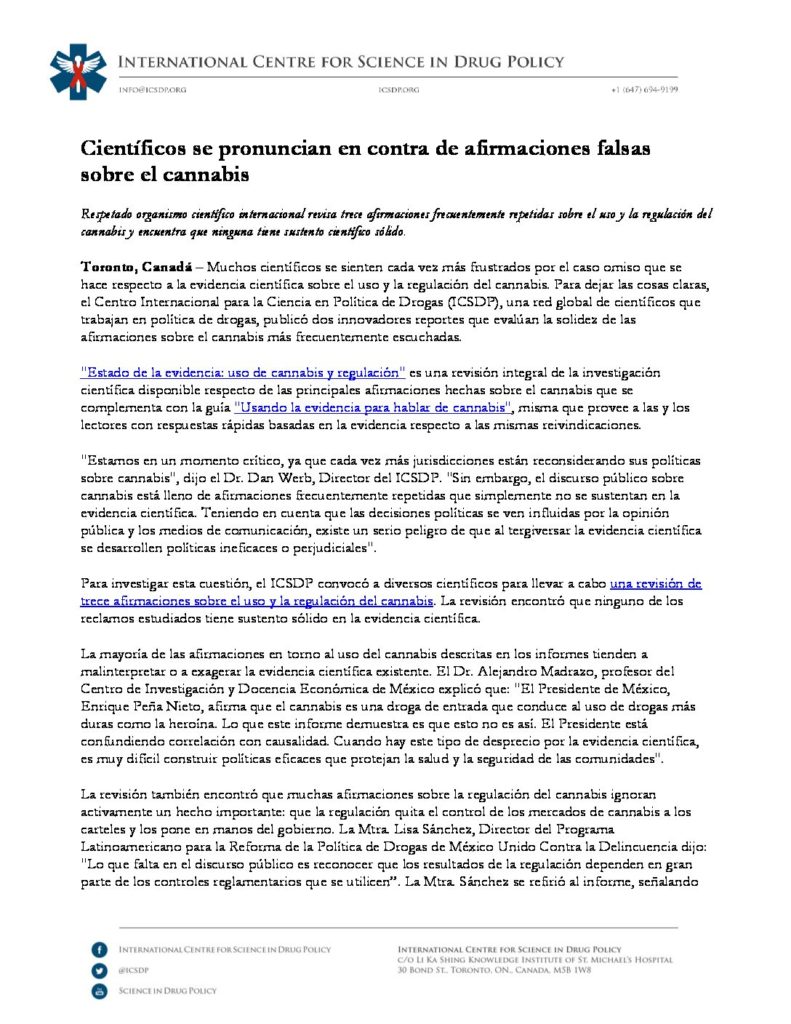 INTERNATIONAL CENTRE FOR SCIENCE IN DRUG POLICY
INFO@ICSDP.ORG ICSDP.ORG +1 (647) 694-9199
Científicos se pronuncian en contra de afirmaciones falsas
sobre el cannabis
Respetado organismo científico internacional revisa trece afirmaciones frecuentemente repetidas sobre el uso y la regulación del
cannabis y encuentra que ninguna tiene sustento científico sólido.
Toronto, Canadá – Muchos científicos se sienten cada vez más frustrados por el caso omiso que se
hace respecto a la evidencia científica sobre el uso y la regulación del cannabis. Para dejar las cosas claras,
el Centro Internacional para la Ciencia en Política de Drogas (ICSDP), una red global de científicos que
trabajan en política de drogas, publicó dos innovadores reportes que evalúan la solidez de las
afirmaciones sobre el cannabis más frecuentemente escuchadas.
"Estado de la evidencia: uso de cannabis y regulación" es una revisión integral de la investigación
científica disponible respecto de las principales afirmaciones hechas sobre el cannabis que se
complementa con la guía "Usando la evidencia para hablar de cannabis", misma que provee a las y los
lectores con respuestas rápidas basadas en la evidencia respecto a las mismas reivindicaciones.
"Estamos en un momento crítico, ya que cada vez más jurisdicciones están reconsiderando sus políticas
sobre cannabis", dijo el Dr. Dan Werb, Director del ICSDP. "Sin embargo, el discurso público sobre
cannabis está lleno de afirmaciones frecuentemente repetidas que simplemente no se sustentan en la
evidencia científica. Teniendo en cuenta que las decisiones políticas se ven influidas por la opinión
pública y los medios de comunicación, existe un serio peligro de que al tergiversar la evidencia científica
se desarrollen políticas ineficaces o perjudiciales".
Para investigar esta cuestión, el ICSDP convocó a diversos científicos para llevar a cabo una revisión de
trece afirmaciones sobre el uso y la regulación del cannabis. La revisión encontró que ninguno de los
reclamos estudiados tiene sustento sólido en la evidencia científica.
La mayoría de las afirmaciones en torno al uso del cannabis descritas en los informes tienden a
malinterpretar o a exagerar la evidencia científica existente. El Dr. Alejandro Madrazo, profesor del
Centro de Investigación y Docencia Económica de México explicó que: "El Presidente de México,
Enrique Peña Nieto, afirma que el cannabis es una droga de entrada que conduce al uso de drogas más
duras como la heroína. Lo que este informe demuestra es que esto no es así. El Presidente está
confundiendo correlación con causalidad. Cuando hay este tipo de desprecio por la evidencia científica,
es muy difícil construir políticas eficaces que protejan la salud y la seguridad de las comunidades".
La revisión también encontró que muchas afirmaciones sobre la regulación del cannabis ignoran
activamente un hecho importante: que la regulación quita el control de los mercados de cannabis a los
carteles y los pone en manos del gobierno. La Mtra. Lisa Sánchez, Director del Programa
Latinoamericano para la Reforma de la Política de Drogas de México Unido Contra la Delincuencia dijo:
"Lo que falta en el discurso público es reconocer que los resultados de la regulación dependen en gran
parte de los controles reglamentarios que se utilicen”. La Mtra. Sánchez se refirió al informe, señalando
INTERNATIONAL CENTRE FOR SCIENCE IN DRUG POLICY
@ICSDP
SCIENCE IN DRUG POLICY
INTERNATIONAL CENTRE FOR SCIENCE IN DRUG POLICY
C/O LI KA SHING KNOWLEDGE INSTITUTE OF ST. MICHAEL'S HOSPITAL
30 BOND ST., TORONTO, ON., CANADA, M5B 1W8